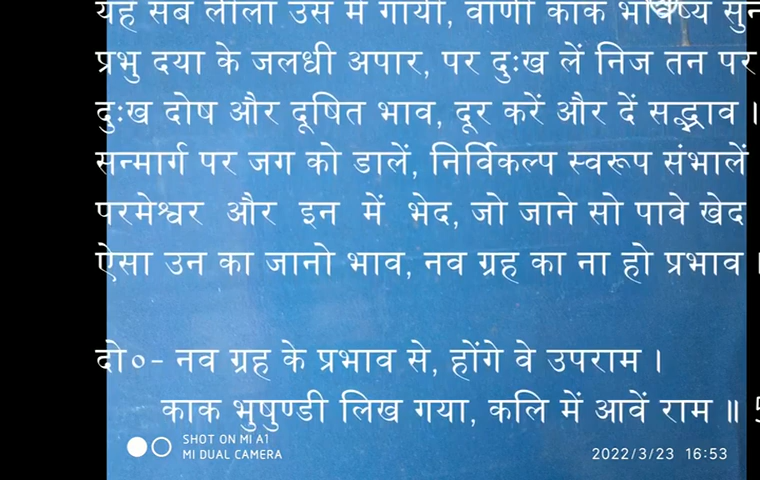 यह सब लीला उस में गायी, वाणी काक भविष्य
प्रभु दया के जलधी अपार, पर दुःख लें निज तन पर
दुःख दोष और दूषित भाव, दूर करें और दें सद्भाव ।
सन्मार्ग पर जग को डालें, निर्विकल्प स्वरूप संभालें
परमेश्वर और इन में भेद, जो जाने सो पावे खेद
ऐसा उन का जानो भाव, नव ग्रह का ना हो प्रभाव ।
दो०- नव ग्रह के प्रभाव से, होंगे वे उपराम ।
काक भुषुण्डी लिख गया, कलि में आवें राम ॥
SHOT ON MI A1
MI DUAL CAMERA
2022/3/23 16:53